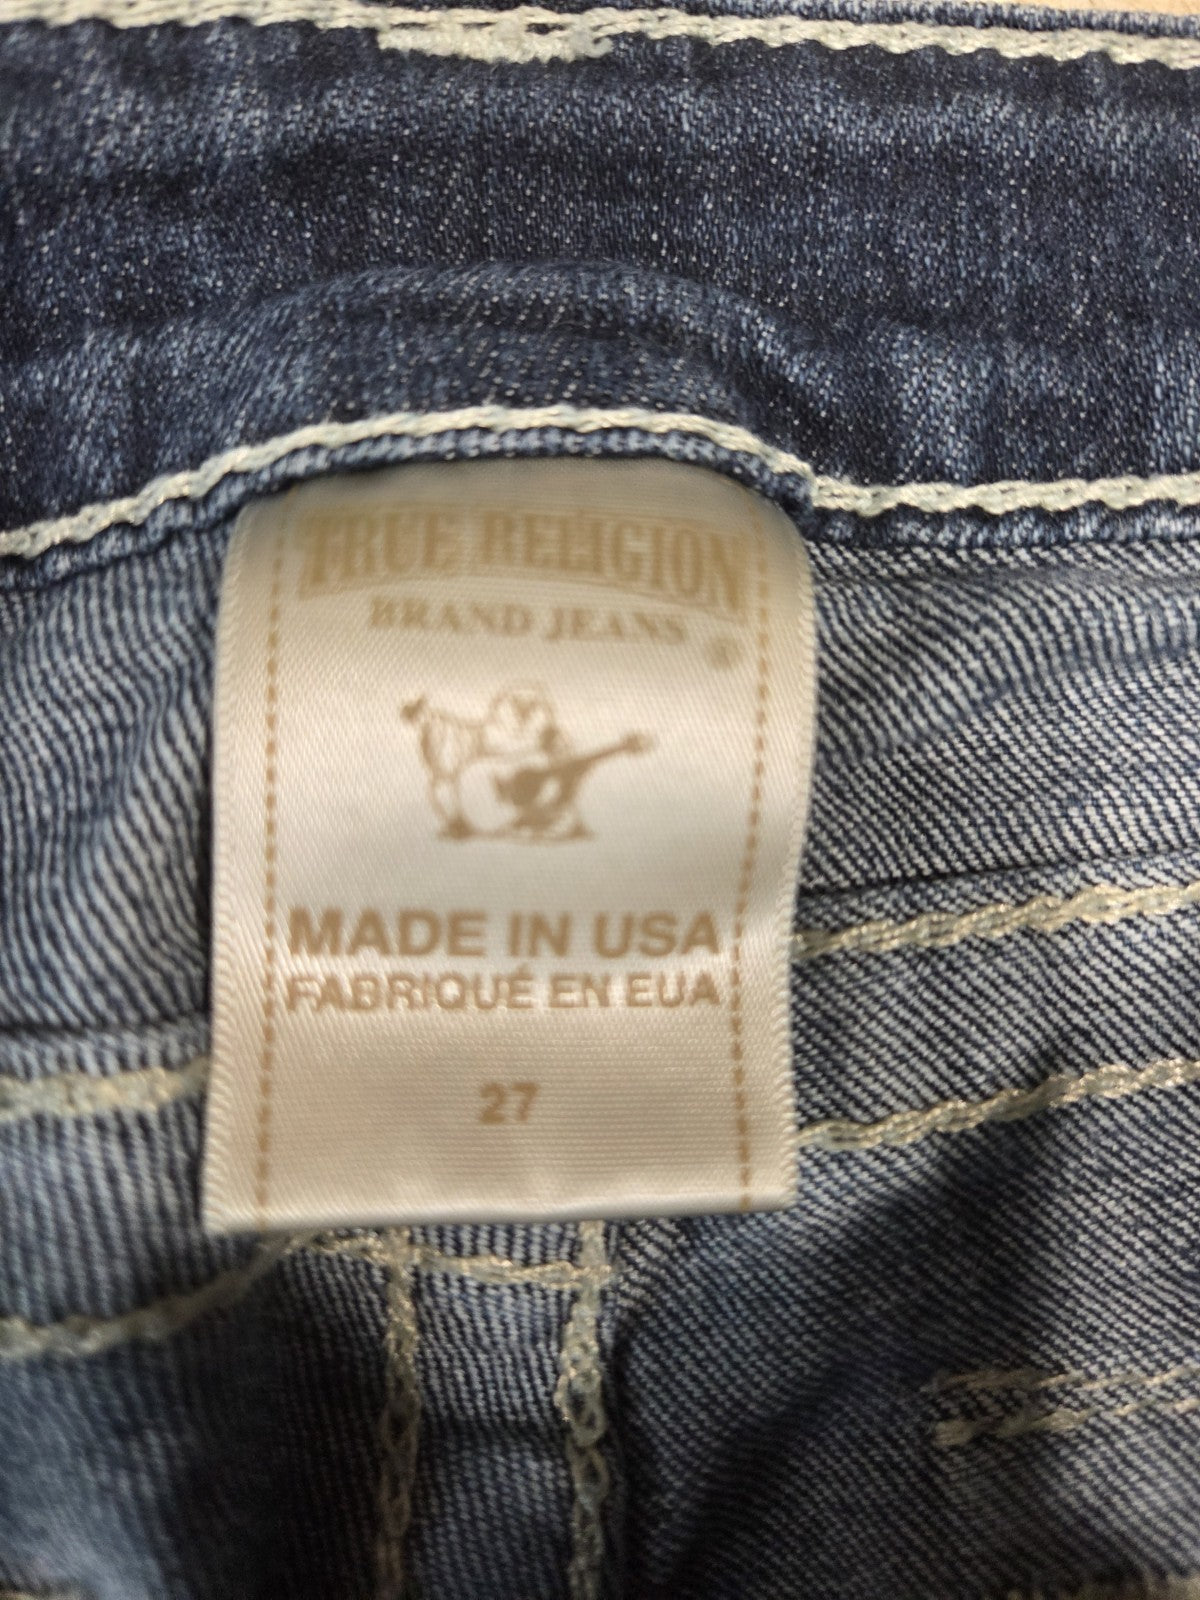 TRUE RELIGION
BRAND JEANS
®
MADE IN USA
FABRIQUÉ EN EUA
27